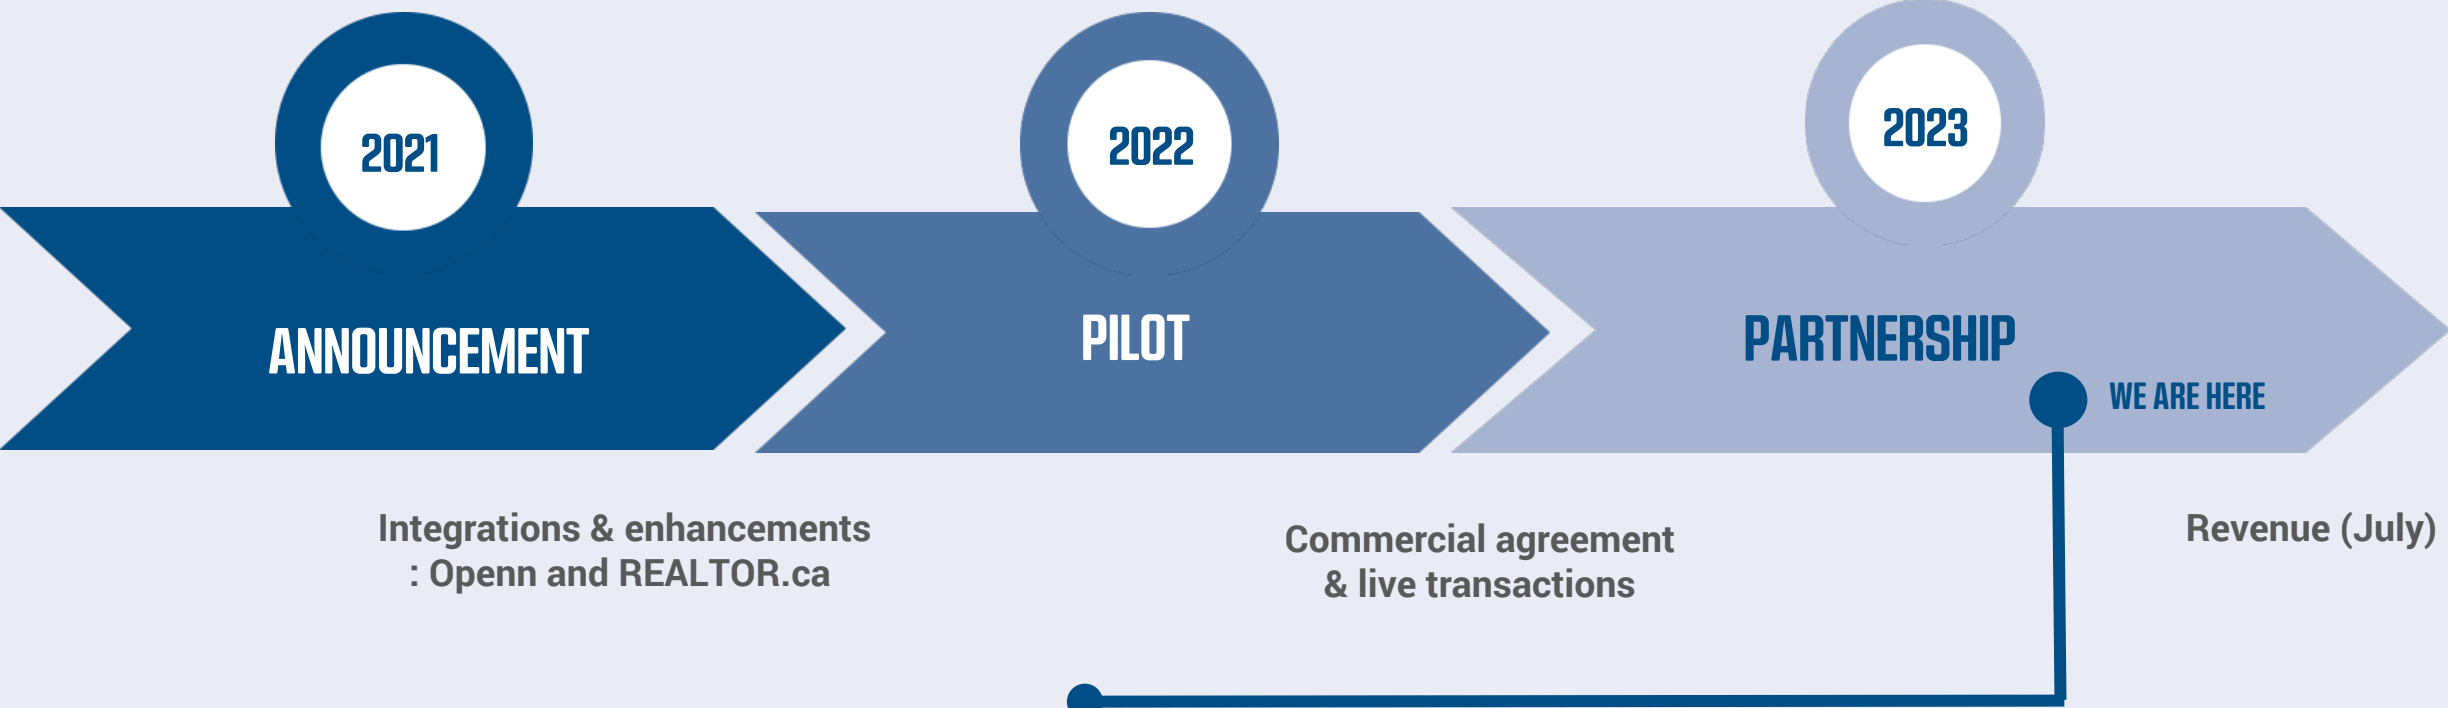 2021
2022
2023
ANNOUNCEMENT
PILOT
PARTNERSHIP
WE ARE HERE
Integrations & enhancements
: Openn and REALTOR.ca
Commercial agreement
& live transactions
Revenue (July)